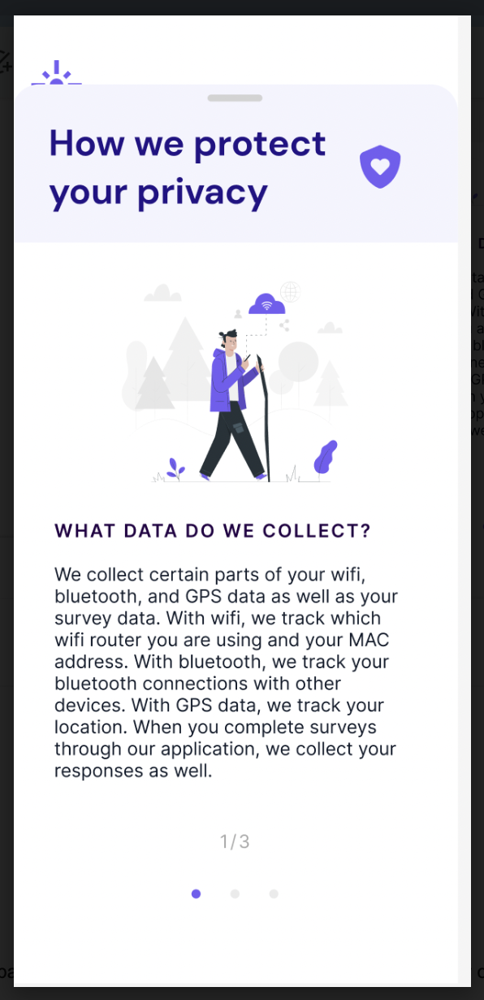 How we protect
your privacy
WHAT DATA DO WE COLLECT?
We collect certain parts of your wifi,
bluetooth, and GPS data as well as your
survey data. With wifi, we track which
wifi router you are using and your MAC
address. With bluetooth, we track your
bluetooth connections with other
devices. With GPS data, we track your
location. When you complete surveys
through our application, we collect your
responses as well.
1/3